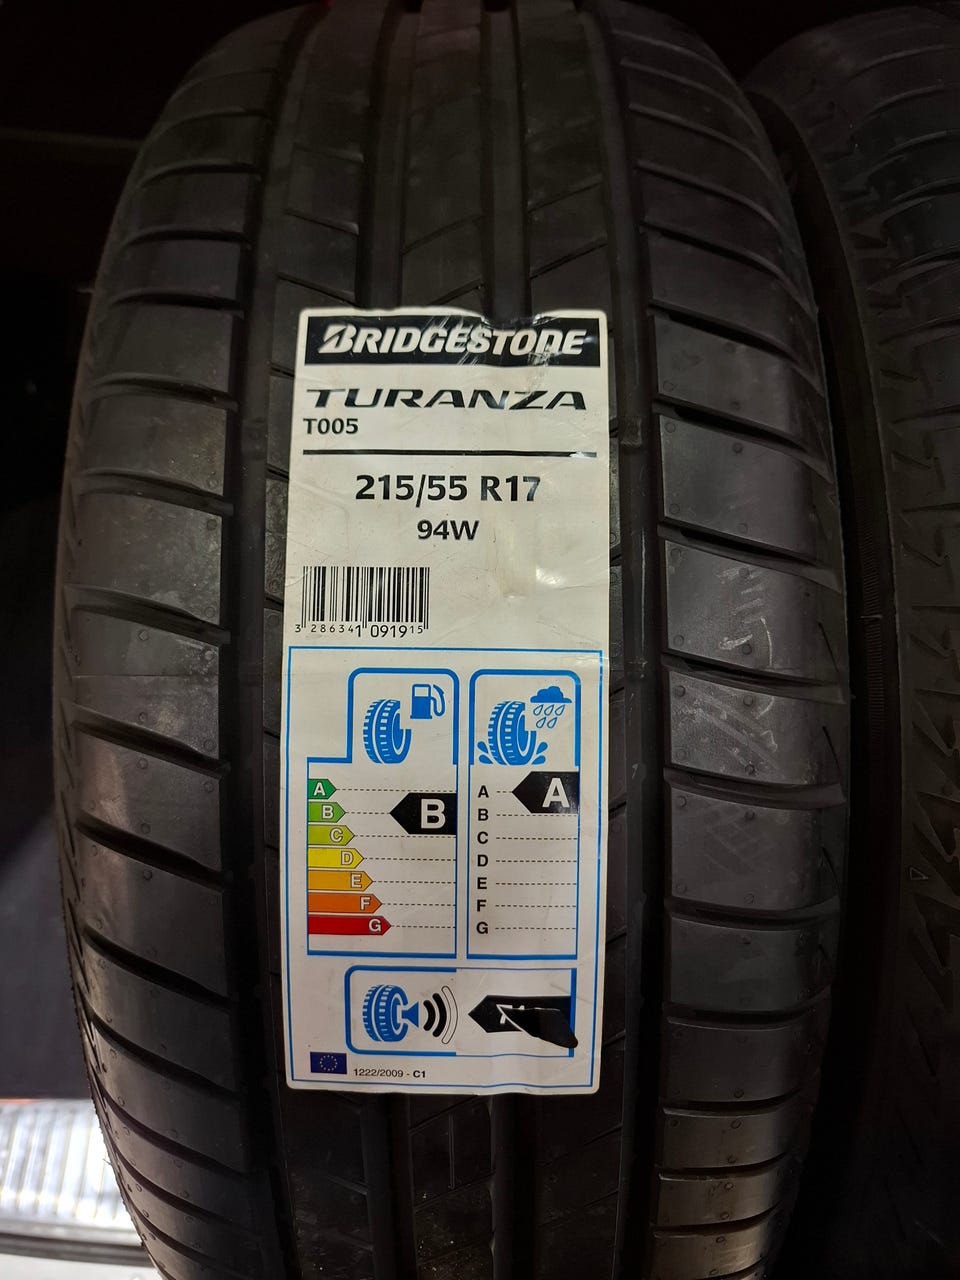 BRIDGESTONE
TURANZA
T005
215/55 R17
94W
3 286341 091915
A
B
C
D
E
F
G
B
A
B
C
D
E
F
G
A
1222/2009 - C1